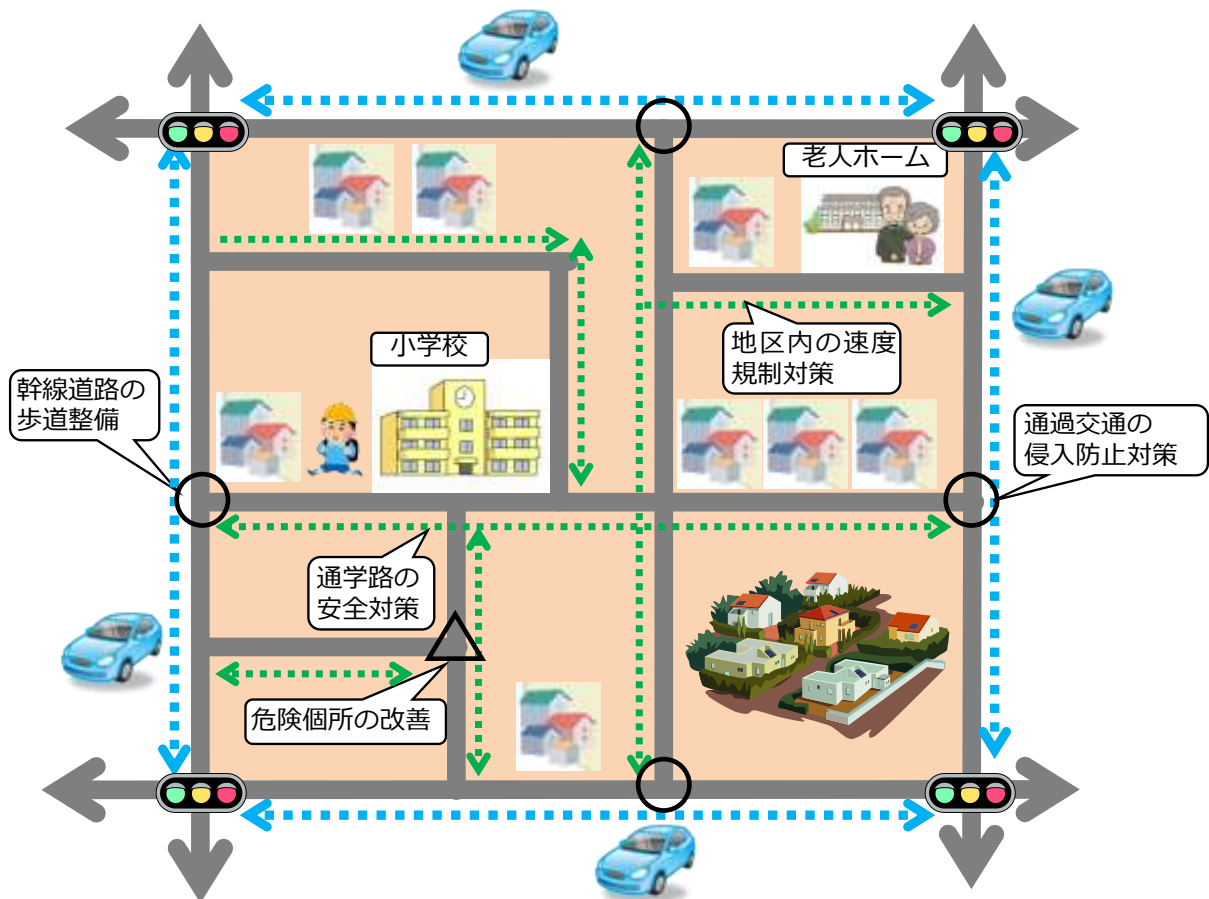 老人ホーム
地区内の速度
規制対策
小学校
幹線道路の
歩道整備
通過交通の
侵入防止対策
通学路の
安全対策
危険個所の改善